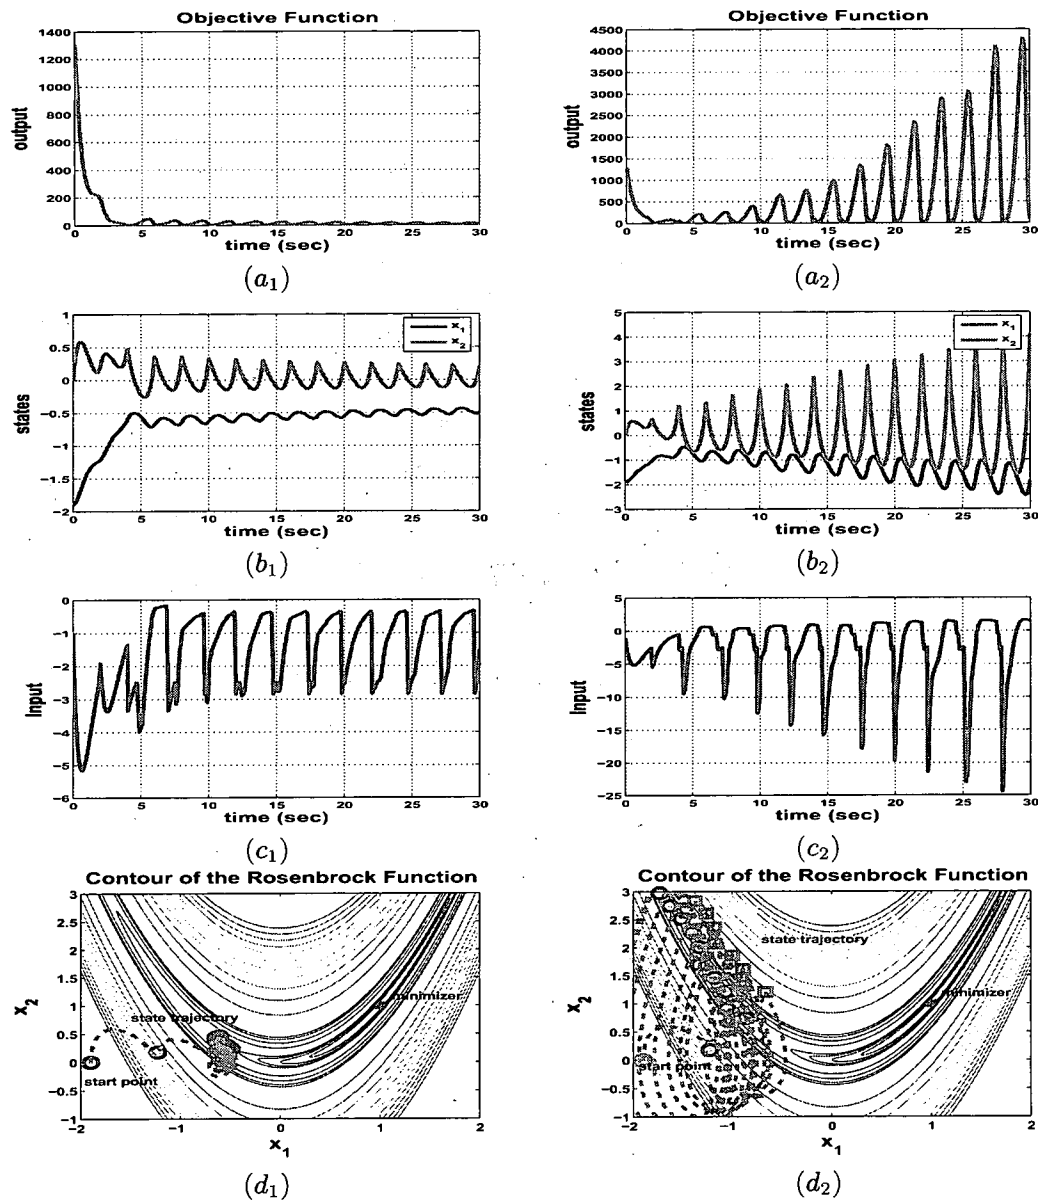 Objective Function
1400
1200
1000
800
600
400
200
0
output
0 5 10 15 20 25 30
time (sec)
(a1)
Objective Function
4500
4000
3500
3000
2500
2000
1500
1000
500
0
output
0 5 10 15 20 25 30
time (sec)
(a2)
1
0.5
0
−0.5
−1
−1.5
−2
states
x1
x2
0 5 10 15 20 25 30
time (sec)
(b1)
5
4
3
2
1
0
−1
−2
−3
states
x1
x2
0 5 10 15 20 25 30
time (sec)
(b2)
0
−1
−2
−3
−4
−5
−6
Input
0 5 10 15 20 25 30
time (sec)
(c1)
5
0
−5
−10
−15
−20
−25
Input
0 5 10 15 20 25 30
time (sec)
(c2)
Contour of the Rosenbrock Function
3
2.5
2
1.5
1
0.5
0
−0.5
−1
x2
minimizer
state trajectory
start point
−2 −1 0 1 2
x1
(d1)
Contour of the Rosenbrock Function
3
2.5
2
1.5
1
0.5
0
−0.5
−1
x2
state trajectory
minimizer
start point
−2 −1 0 1 2
x1
(d2)